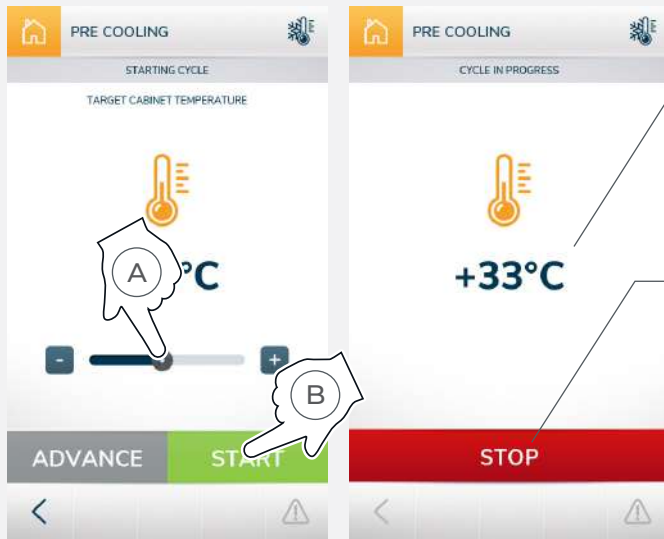 PRE COOLING
STARTING CYCLE
TARGET CABINET TEMPERATURE
°C
A
-
+
B
ADVANCE
START
PRE COOLING
CYCLE IN PROGRESS
+33°C
STOP